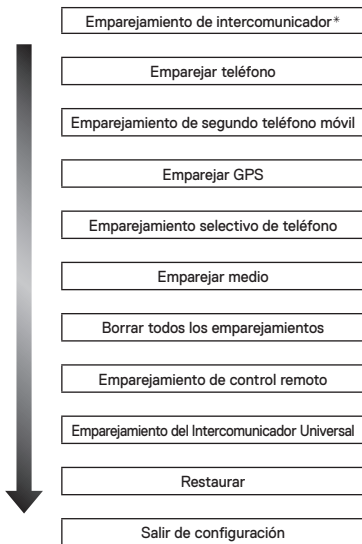 Emparejamiento de intercomunicador*
Emparejar teléfono
Emparejamiento de segundo teléfono móvil
Emparejar GPS
Emparejamiento selectivo de teléfono
Emparejar medio
Borrar todos los emparejamientos
Emparejamiento de control remoto
Emparejamiento del Intercomunicador Universal
Restaurar
Salir de configuración